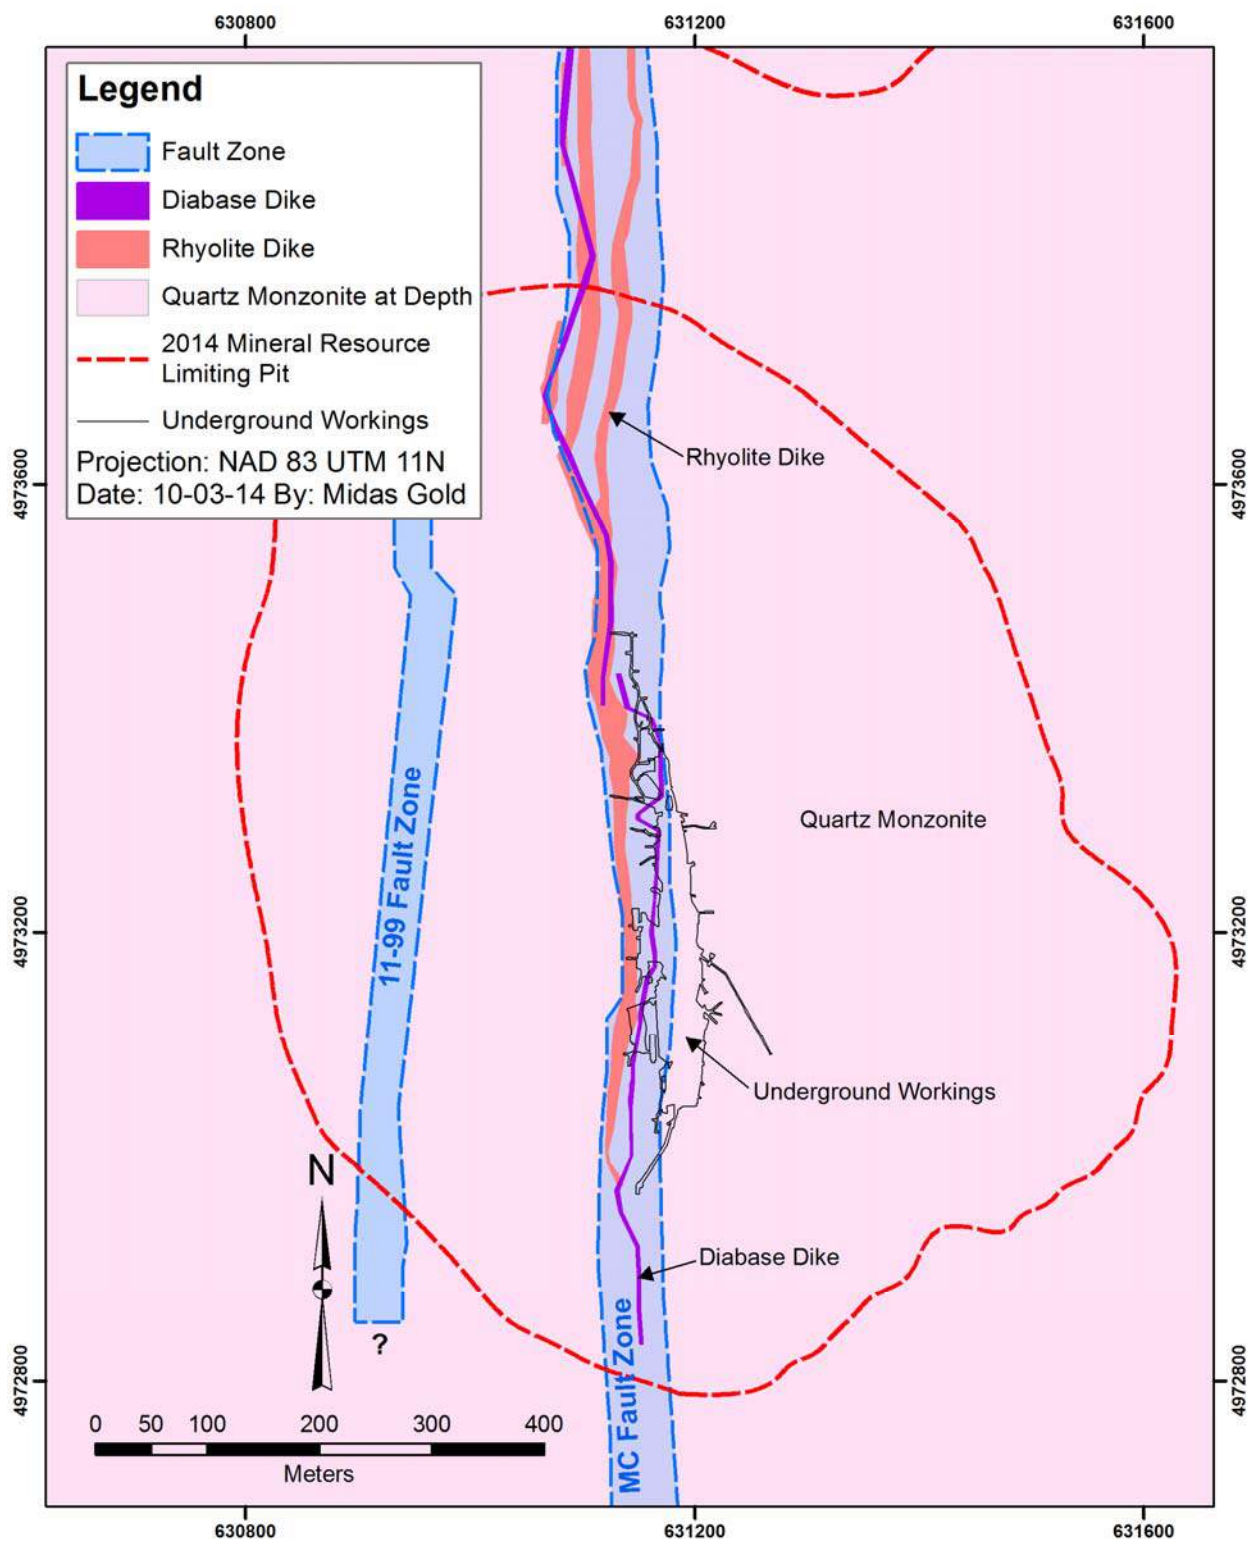 630800
631200
631600
Legend
Fault Zone
Diabase Dike
Rhyolite Dike
Quartz Monzonite at Depth
2014 Mineral Resource
Limiting Pit
Underground Workings
Projection: NAD 83 UTM 11N
Date: 10-03-14 By: Midas Gold
Rhyolite Dike
4973600
4973600
Quartz Monzonite
11-99 Fault Zone
4973200
4973200
Underground Workings
N
Diabase Dike
?
MC Fault Zone
4972800
4972800
0 50 100 200 300 400
Meters
630800
631200
631600